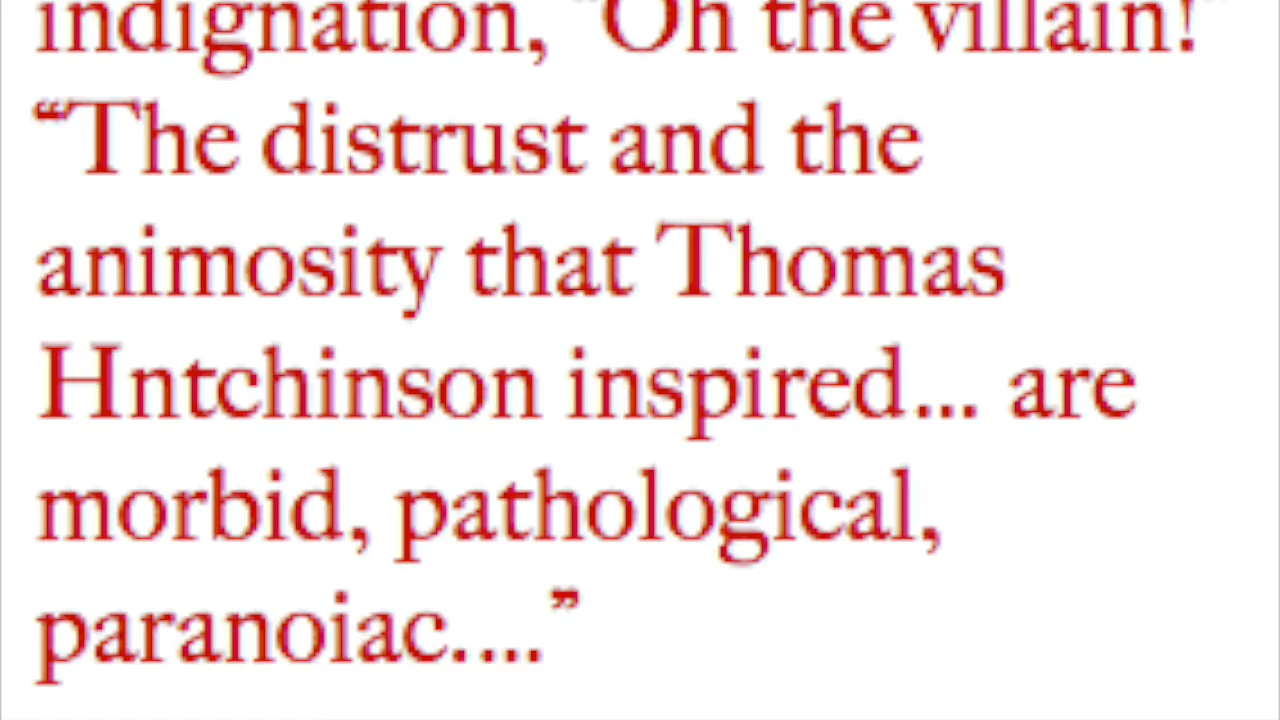 indignation, "Oh the villain!"
“The distrust and the
animosity that Thomas
Hntchinson inspired... are
morbid, pathological,
paranoiac....”